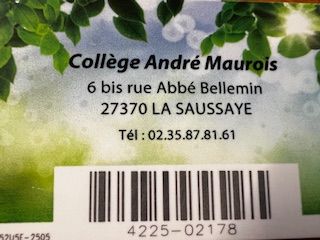 Collège André Maurois
6 bis rue Abbé Bellemin
27370 LA SAUSSAYE
Tél : 02.35.87.81.61
4225-02178